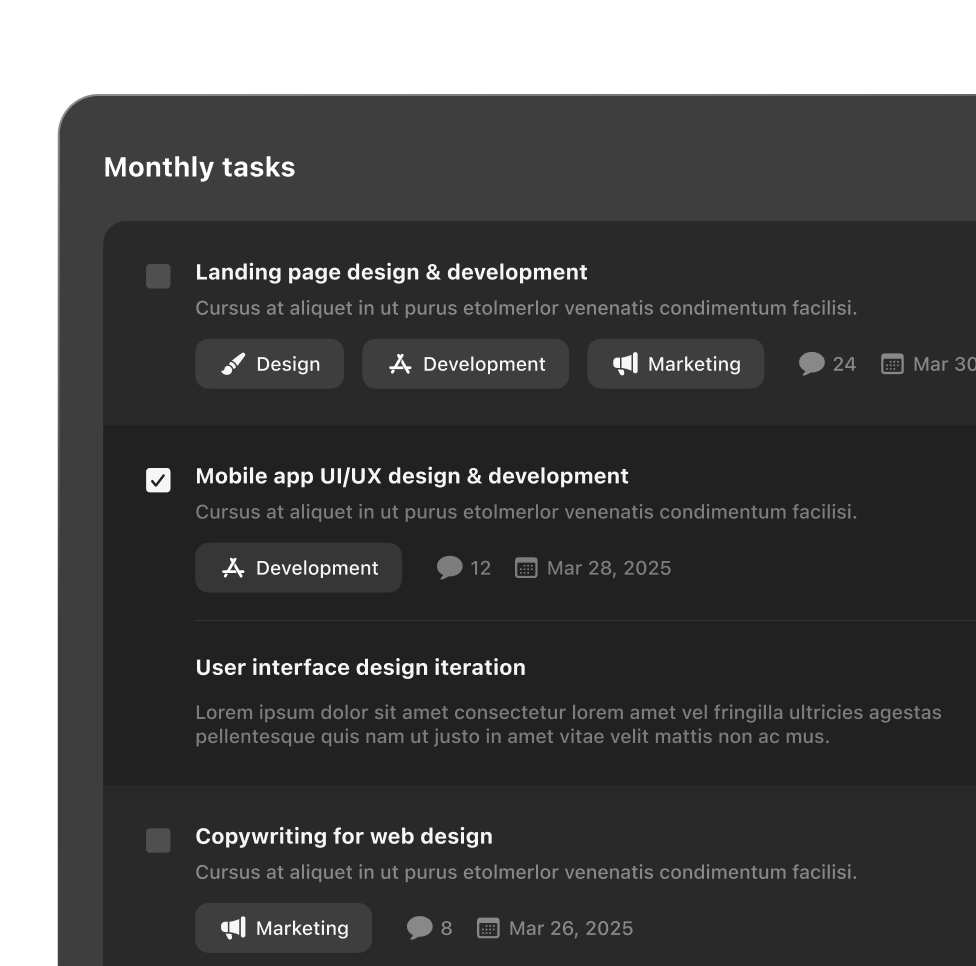 Monthly tasks
Landing page design & development
Cursus at aliquet in ut purus etolmerlor venenatis condimentum facilisi.
Design Development Marketing 24 Mar 30
Mobile app UI/UX design & development
Cursus at aliquet in ut purus etolmerlor venenatis condimentum facilisi.
Development 12 Mar 28, 2025
User interface design iteration
Lorem ipsum dolor sit amet consectetur lorem amet vel fringilla ultricies agestas
pellentesque quis nam ut justo in amet vitae velit mattis non ac mus.
Copywriting for web design
Cursus at aliquet in ut purus etolmerlor venenatis condimentum facilisi.
Marketing 8 Mar 26, 2025